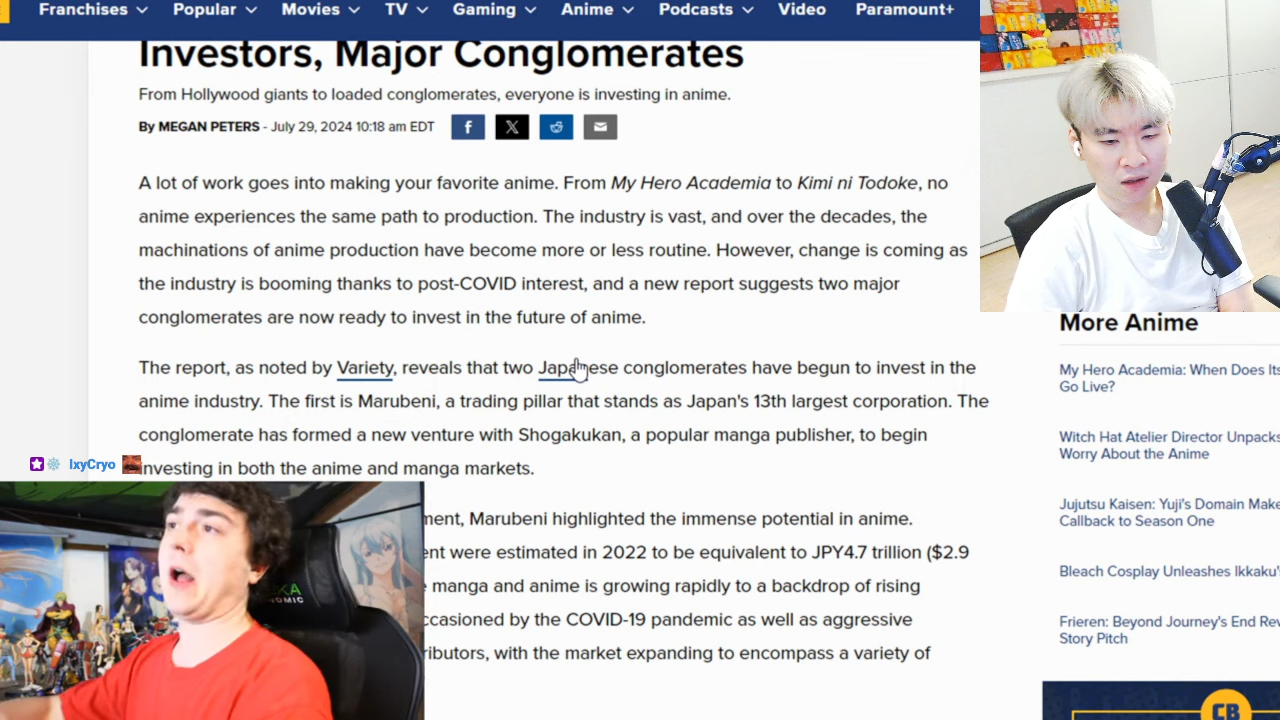 Franchises Popular Movies TV Gaming Anime Podcasts Video Paramount+
Investors, Major Conglomerates
From Hollywood giants to loaded conglomerates, everyone is investing in anime.
By MEGAN PETERS - July 29, 2024 10:18 am EDT
A lot of work goes into making your favorite anime. From My Hero Academia to Kimi ni Todoke, no
anime experiences the same path to production. The industry is vast, and over the decades, the
machinations of anime production have become more or less routine. However, change is coming as
the industry is booming thanks to post-COVID interest, and a new report suggests two major
conglomerates are now ready to invest in the future of anime.
The report, as noted by Variety, reveals that two Japanese conglomerates have begun to invest in the
anime industry. The first is Marubeni, a trading pillar that stands as Japan's 13th largest corporation. The
conglomerate has formed a new venture with Shogakukan, a popular manga publisher, to begin
investing in both the anime and manga markets.
IxyCryo
ment, Marubeni highlighted the immense potential in anime.
ent were estimated in 2022 to be equivalent to JPY4.7 trillion ($2.9
manga and anime is growing rapidly to a backdrop of rising
ccasioned by the COVID-19 pandemic as well as aggressive
ributors, with the market expanding to encompass a variety of
More Anime
My Hero Academia: When Does Its
Go Live?
Witch Hat Atelier Director Unpacks
Worry About the Anime
Jujutsu Kaisen: Yuji's Domain Make
Callback to Season One
Bleach Cosplay Unleashes Ikkaku'
Frieren: Beyond Journey's End Rev
Story Pitch
CB